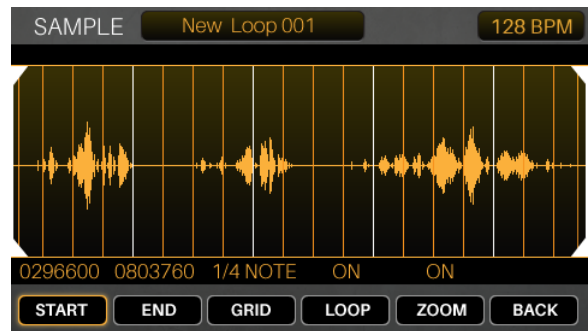 SAMPLE New Loop 001 128 BPM
0296600 0803760 1/4 NOTE ON ON
START END GRID LOOP ZOOM BACK